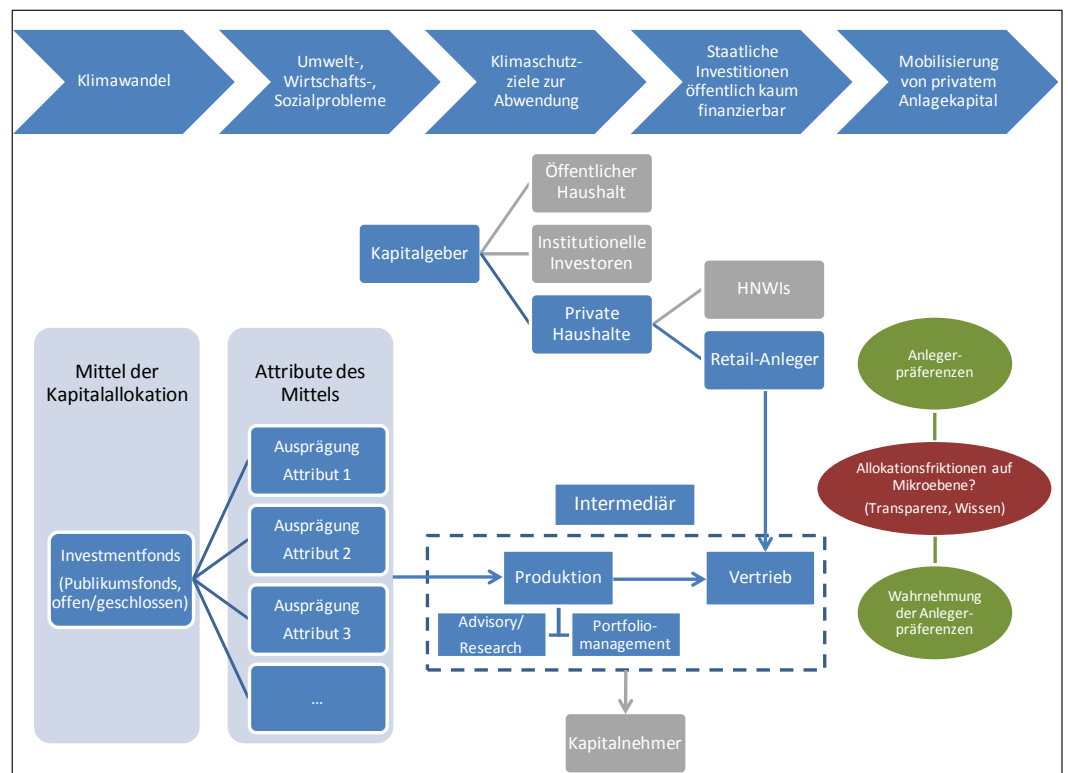 Klimawandel
Umwelt-,
Wirtschafts-,
Sozialprobleme
Klimaschutz-
ziele zur
Abwendung
Staatliche
Investitionen
öffentlich kaum
finanzierbar
Mobilisierung
von privatem
Anlagekapital
Öffentlicher
Haushalt
Kapitalgeber
Institutionelle
Investoren
Private
Haushalte
HNWIs
Retail-Anleger
Mittel der
Kapitalallokation
Investmentfonds
(Publikumsfonds,
offen/geschlossen)
Attribute des
Mittels
Ausprägung
Attribut 1
Ausprägung
Attribut 2
Ausprägung
Attribut 3
...
Intermediär
Produktion
Vertrieb
Advisory/
Research
Portfolio-
management
Kapitalnehmer
Anleger-
präferenzen
Allokationsfriktionen auf
Mikroebene?
(Transparenz, Wissen)
Wahrnehmung
der Anleger-
präferenzen